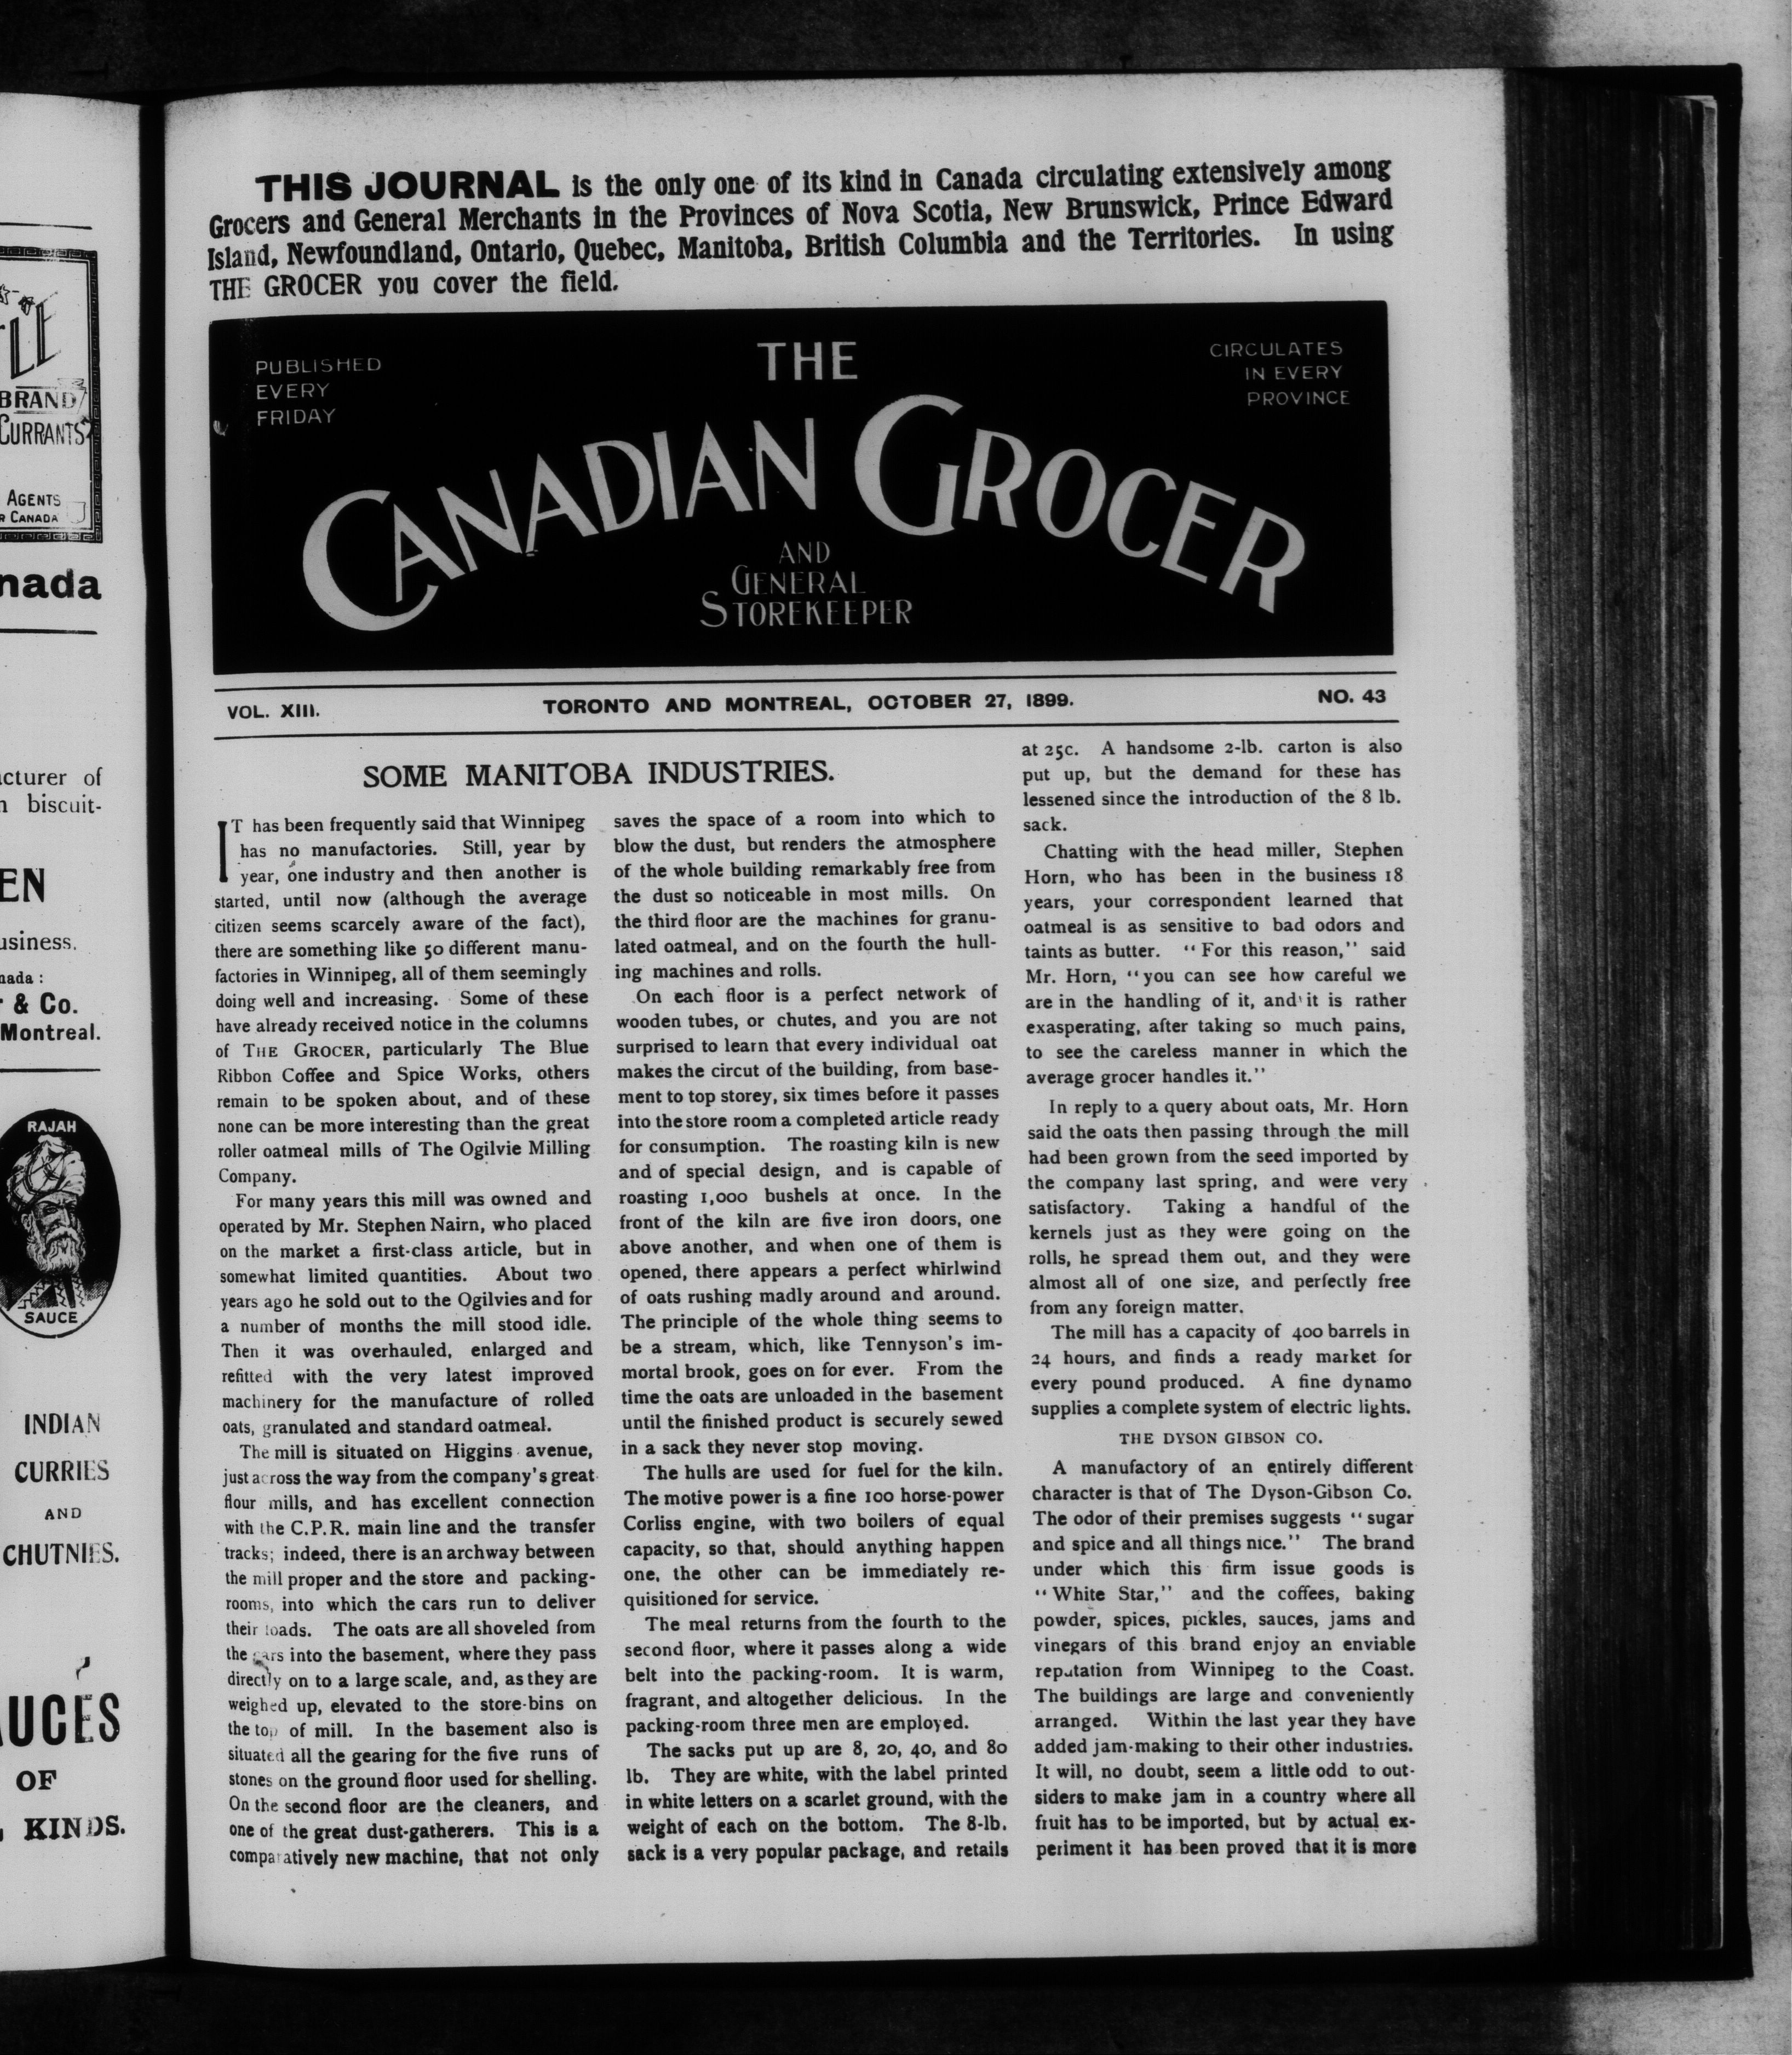 BRAND
CURRANTS
AGENTS
CANADA
nada
cturer of
biscuit-
EN
usiness.
nada :
& Co.
Montreal.
RAJAH
SAUCE
INDIAN
CURRIES
AND
CHUTNIES.
AUCES
OF
KINDS.
THIS JOURNAL is the only one of its kind in Canada circulating extensively among
Grocers and General Merchants in the Provinces of Nova Scotia, New Brunswick, Prince Edward
Island, Newfoundland, Ontario, Quebec, Manitoba, British Columbia and the Territories. In using
THE GROCER you cover the field.
PUBLISHED
EVERY
FRIDAY
THE
CIRCULATES
IN EVERY
PROVINCE
CANADIAN GROCER
AND
GENERAL
STOREKEEPER
VOL. XIII. TORONTO AND MONTREAL, OCTOBER 27, 1899. NO. 43
SOME MANITOBA INDUSTRIES.
IT has been frequently said that Winnipeg
has no manufactories. Still, year by
year, one industry and then another is
started, until now (although the average
citizen seems scarcely aware of the fact),
there are something like 50 different manu-
factories in Winnipeg, all of them seemingly
doing well and increasing. Some of these
have already received notice in the columns
of THE GROCER, particularly The Blue
Ribbon Coffee and Spice Works, others
remain to be spoken about, and of these
none can be more interesting than the great
roller oatmeal mills of The Ogilvie Milling
Company.
For many years this mill was owned and
operated by Mr. Stephen Nairn, who placed
on the market a first-class article, but in
somewhat limited quantities. About two
years ago he sold out to the Ogilvies and for
a number of months the mill stood idle.
Then it was overhauled, enlarged and
refitted with the very latest improved
machinery for the manufacture of rolled
oats, granulated and standard oatmeal.
The mill is situated on Higgins avenue,
just across the way from the company's great
flour mills, and has excellent connection
with the C.P.R. main line and the transfer
tracks; indeed, there is an archway between
the mill proper and the store and packing-
rooms, into which the cars run to deliver
their loads. The oats are all shoveled from
the cars into the basement, where they pass
directly on to a large scale, and, as they are
weighed up, elevated to the store-bins on
the top of mill. In the basement also is
situated all the gearing for the five runs of
stones on the ground floor used for shelling.
On the second floor are the cleaners, and
one of the great dust-gatherers. This is a
comparatively new machine, that not only
saves the space of a room into which to
blow the dust, but renders the atmosphere
of the whole building remarkably free from
the dust so noticeable in most mills. On
the third floor are the machines for granu-
lated oatmeal, and on the fourth the hull-
ing machines and rolls.
On each floor is a perfect network of
wooden tubes, or chutes, and you are not
surprised to learn that every individual oat
makes the circut of the building, from base-
ment to top storey, six times before it passes
into the store room a completed article ready
for consumption. The roasting kiln is new
and of special design, and is capable of
roasting 1,000 bushels at once. In the
front of the kiln are five iron doors, one
above another, and when one of them is
opened, there appears a perfect whirlwind
of oats rushing madly around and around.
The principle of the whole thing seems to
be a stream, which, like Tennyson's im-
mortal brook, goes on for ever. From the
time the oats are unloaded in the basement
until the finished product is securely sewed
in a sack they never stop moving.
The hulls are used for fuel for the kiln.
The motive power is a fine 100 horse-power
Corliss engine, with two boilers of equal
capacity, so that, should anything happen
one, the other can be immediately re-
quisitioned for service.
The meal returns from the fourth to the
second floor, where it passes along a wide
belt into the packing-room. It is warm,
fragrant, and altogether delicious. In the
packing-room three men are employed.
The sacks put up are 8, 20, 40, and 80
lb. They are white, with the label printed
in white letters on a scarlet ground, with the
weight of each on the bottom. The 8-lb.
sack is a very popular package, and retails
at 25c. A handsome 2-lb. carton is also
put up, but the demand for these has
lessened since the introduction of the 8 lb.
sack.
Chatting with the head miller, Stephen
Horn, who has been in the business 18
years, your correspondent learned that
oatmeal is as sensitive to bad odors and
taints as butter. "For this reason," said
Mr. Horn, "you can see how careful we
are in the handling of it, and it is rather
exasperating, after taking so much pains,
to see the careless manner in which the
average grocer handles it."
In reply to a query about oats, Mr. Horn
said the oats then passing through the mill
had been grown from the seed imported by
the company last spring, and were very
satisfactory. Taking a handful of the
kernels just as they were going on the
rolls, he spread them out, and they were
almost all of one size, and perfectly free
from any foreign matter.
The mill has a capacity of 400 barrels in
24 hours, and finds a ready market for
every pound produced. A fine dynamo
supplies a complete system of electric lights.
THE DYSON GIBSON CO.
A manufactory of an entirely different
character is that of The Dyson-Gibson Co.
The odor of their premises suggests "sugar
and spice and all things nice." The brand
under which this firm issue goods is
"White Star," and the coffees, baking
powder, spices, pickles, sauces, jams and
vinegars of this brand enjoy an enviable
reputation from Winnipeg to the Coast.
The buildings are large and conveniently
arranged. Within the last year they have
added jam-making to their other industries.
It will, no doubt, seem a little odd to out-
siders to make jam in a country where all
fruit has to be imported, but by actual ex-
periment it has been proved that it is more